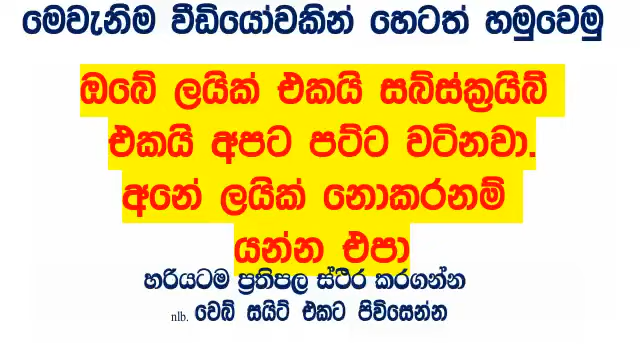 මෙවැනිම වීඩියෝවකින් හෙටත් හමුවෙමු
ඔබේ ලයික් එකයි සබ්ස්ක්‍රයිබ්
එකයි අපට පට්ට වටිනවා.
අනේ ලයික් නොකරනම්
යන්න එපා
හරියටම ප්‍රතිපල ස්ථිර කරගන්න
nlb. වෙබ් සයිට් එකට පිවිසෙන්න